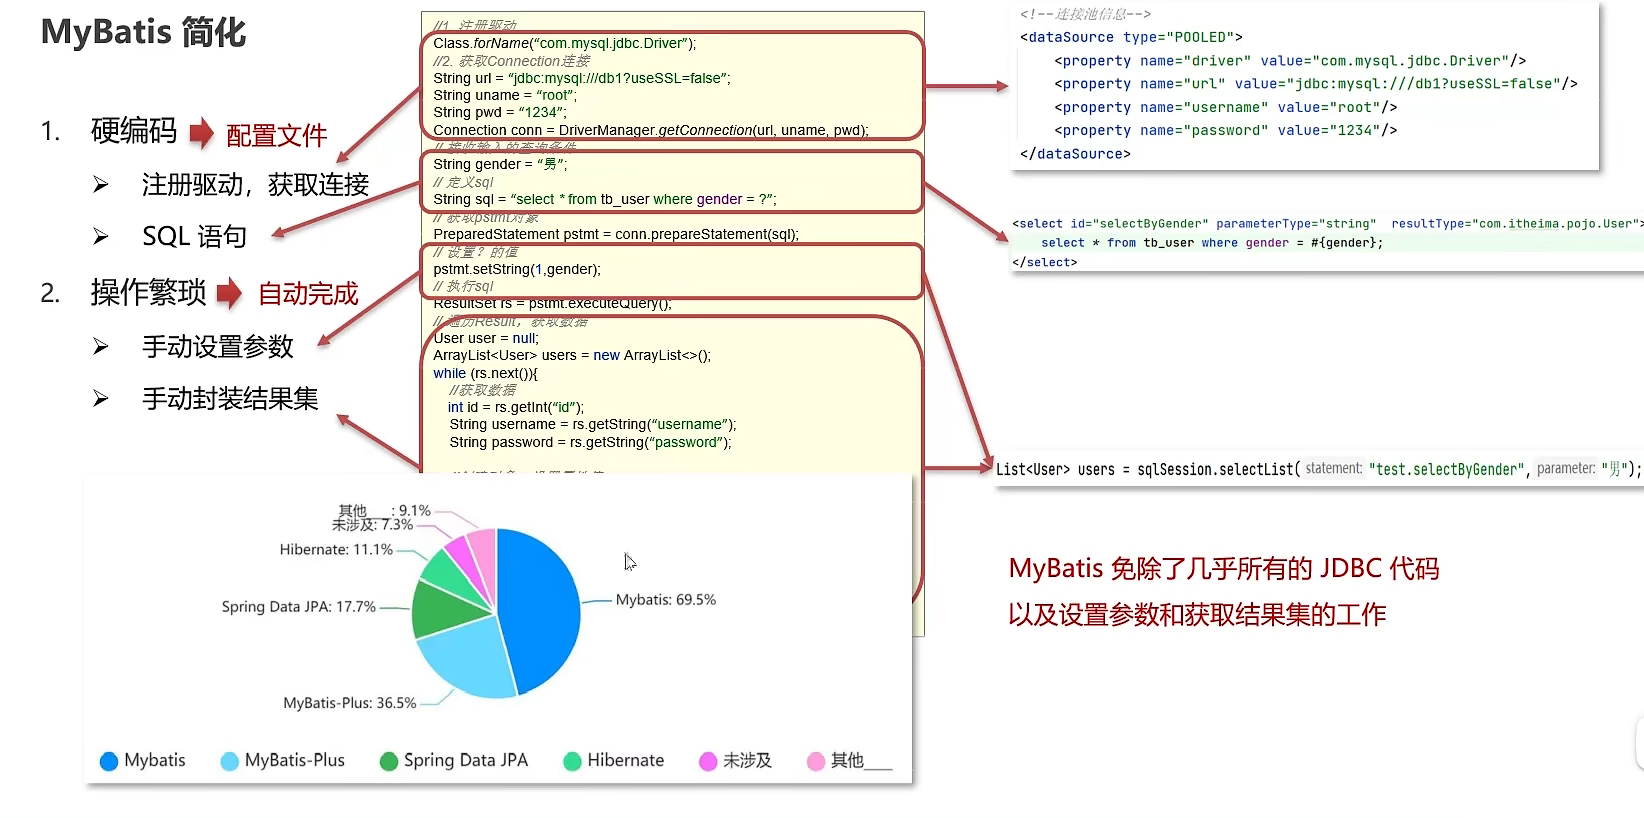 MyBatis 简化
1. 硬编码 配置文件
注册驱动，获取连接
SQL 语句
2. 操作繁琐 自动完成
手动设置参数
手动封装结果集
//1. 注册驱动
Class.forName(“com.mysql.jdbc.Driver”);
//2. 获取Connection连接
String url = “jdbc:mysql:///db1?useSSL=false”;
String uname = “root”;
String pwd = “1234”;
Connection conn = DriverManager.getConnection(url, uname, pwd);
// 接收输入的查询条件
String gender = “男”;
// 定义sql
String sql = “select * from tb_user where gender = ?”;
// 获取pstmt对象
PreparedStatement pstmt = conn.prepareStatement(sql);
// 设置？的值
pstmt.setString(1,gender);
// 执行sql
ResultSet rs = pstmt.executeQuery();
// 遍历Result，获取数据
User user = null;
ArrayList<User> users = new ArrayList<>();
while (rs.next()){
//获取数据
int id = rs.getInt(“id”);
String username = rs.getString(“username”);
String password = rs.getString(“password”);
<!--连接池信息-->
<dataSource type="POOLED">
<property name="driver" value="com.mysql.jdbc.Driver"/>
<property name="url" value="jdbc:mysql:///db1?useSSL=false"/>
<property name="username" value="root"/>
<property name="password" value="1234"/>
</dataSource>
<select id="selectByGender" parameterType="string" resultType="com.itheima.pojo.User">
select * from tb_user where gender = #{gender};
</select>
List<User> users = sqlSession.selectList( statement: "test.selectByGender", parameter: "男");
MyBatis 免除了几乎所有的 JDBC 代码
以及设置参数和获取结果集的工作
其他____: 9.1%
未涉及: 7.3%
Hibernate: 11.1%
Spring Data JPA: 17.7%
Mybatis: 69.5%
MyBatis-Plus: 36.5%
Mybatis MyBatis-Plus Spring Data JPA Hibernate 未涉及 其他____